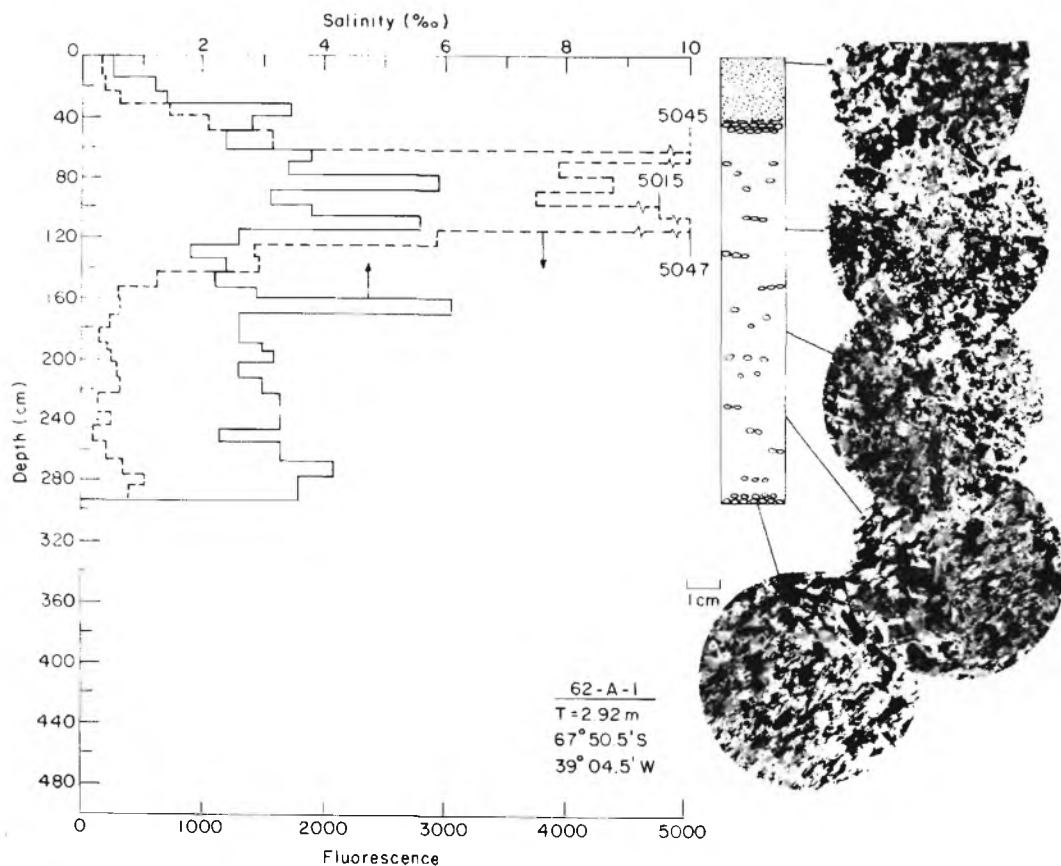 Salinity (‰)
0 2 4 6 8 10
0
40
80
120
160
200
240
280
320
360
400
440
480
Depth (cm)
5045
5015
5047
1 cm
62-A-1
T = 2.92 m
67° 50.5' S
39° 04.5' W
0 1000 2000 3000 4000 5000
Fluorescence